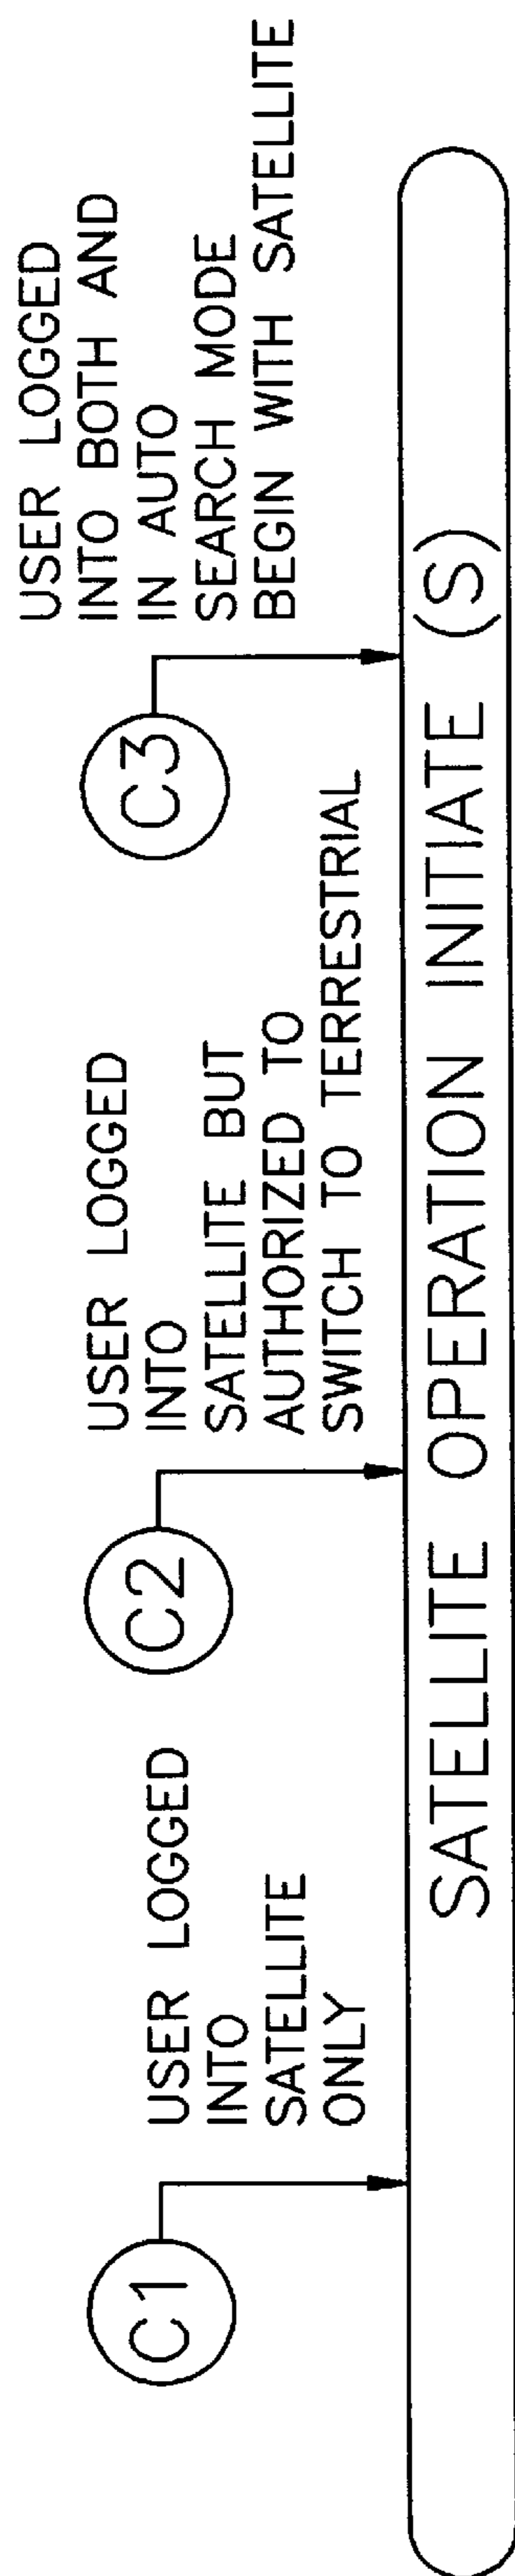 C1
USER LOGGED
INTO
SATELLITE
ONLY
C2
USER LOGGED
INTO
SATELLITE BUT
AUTHORIZED TO
SWITCH TO TERRESTRIAL
C3
USER LOGGED
INTO BOTH AND
IN AUTO
SEARCH MODE
BEGIN WITH SATELLITE
SATELLITE OPERATION INITIATE (S)